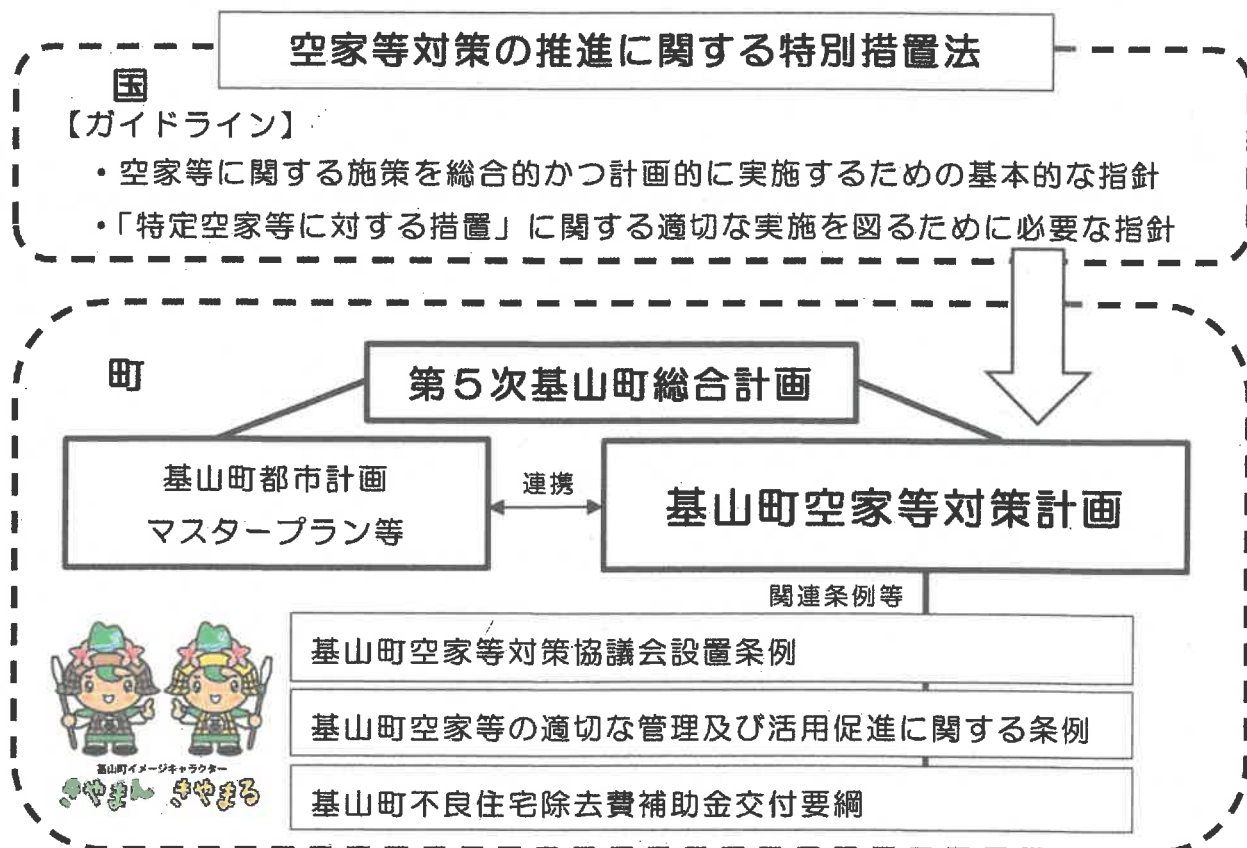 空家等対策の推進に関する特別措置法
国
【ガイドライン】
・空家等に関する施策を総合的かつ計画的に実施するための基本的な指針
・「特定空家等に対する措置」に関する適切な実施を図るために必要な指針
町
第5次基山町総合計画
基山町都市計画
マスタープラン等
連携
基山町空家等対策計画
関連条例等
基山町空家等対策協議会設置条例
基山町空家等の適切な管理及び活用促進に関する条例
基山町不良住宅除去費補助金交付要綱
基山町イメージキャラクター
きやまん きやまる